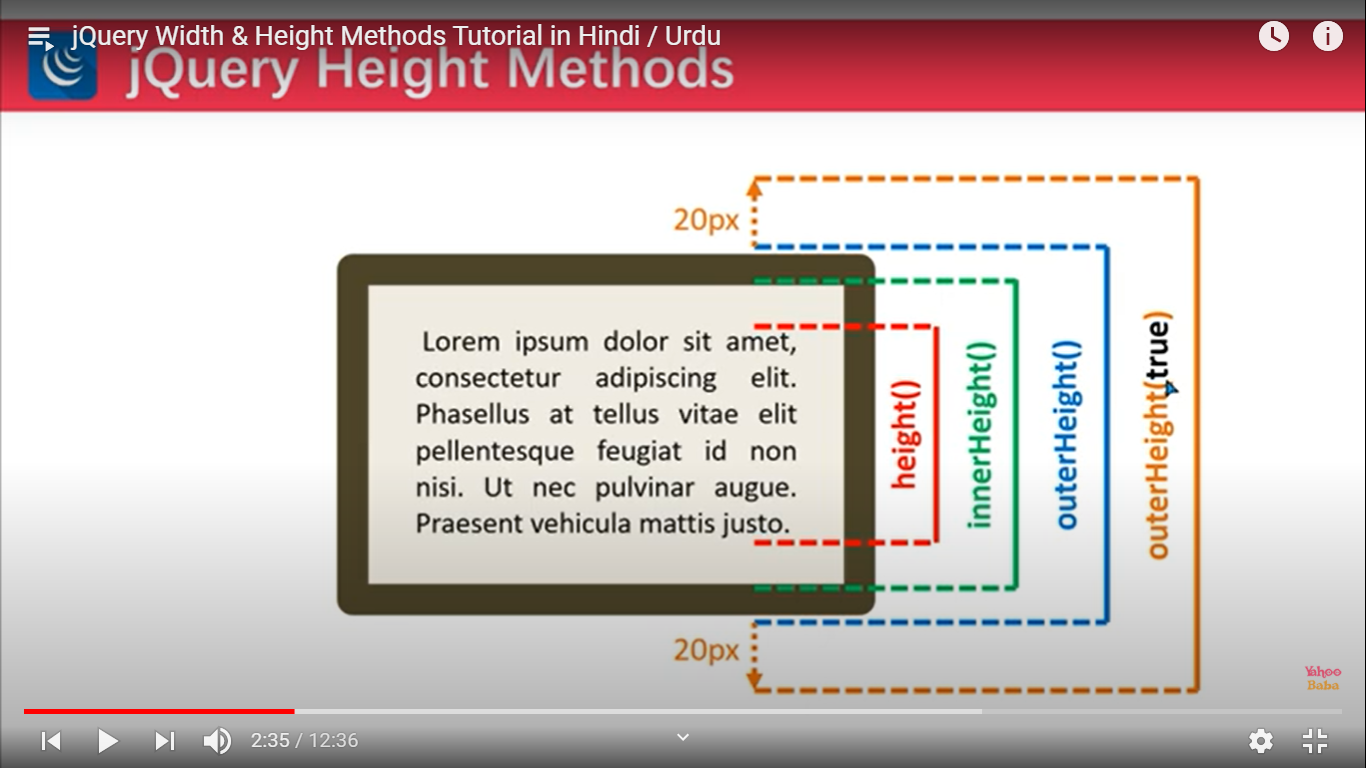 jQuery Width & Height Methods Tutorial in Hindi / Urdu
jQuery Height Methods
20px
Lorem ipsum dolor sit amet,
consectetur adipiscing elit.
Phasellus at tellus vitae elit
pellentesque feugiat id non
nisi. Ut nec pulvinar augue.
Praesent vehicula mattis justo.
height()
innerHeight()
outerHeight()
outerHeight(true)
20px
Yahoo
Baba
2:35 / 12:36